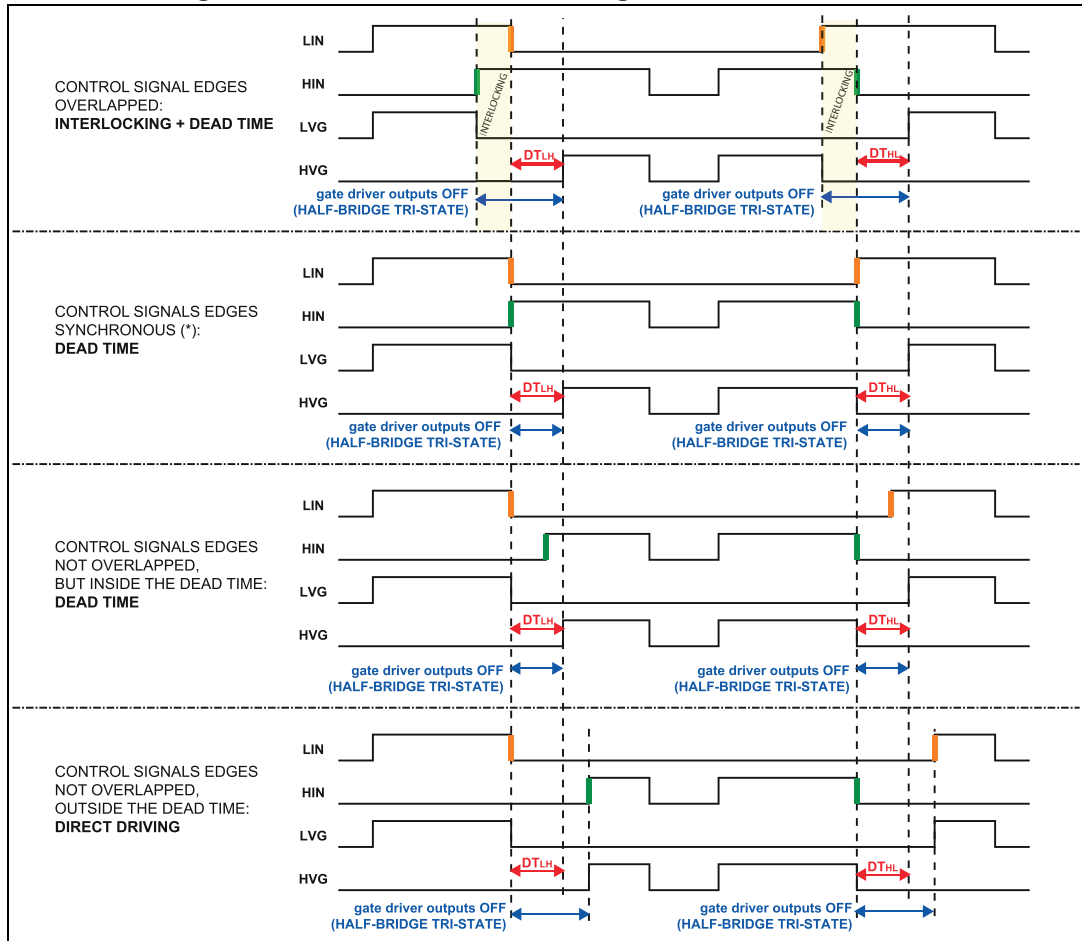 CONTROL SIGNAL EDGES
OVERLAPPED:
INTERLOCKING + DEAD TIME
LIN
HIN
LVG
HVG
INTERLOCKING
INTERLOCKING
DTLH
DTHL
gate driver outputs OFF
(HALF-BRIDGE TRI-STATE)
gate driver outputs OFF
(HALF-BRIDGE TRI-STATE)
CONTROL SIGNALS EDGES
SYNCHRONOUS (*):
DEAD TIME
LIN
HIN
LVG
HVG
DTLH
DTHL
gate driver outputs OFF
(HALF-BRIDGE TRI-STATE)
gate driver outputs OFF
(HALF-BRIDGE TRI-STATE)
CONTROL SIGNALS EDGES
NOT OVERLAPPED,
BUT INSIDE THE DEAD TIME:
DEAD TIME
LIN
HIN
LVG
HVG
DTLH
DTHL
gate driver outputs OFF
(HALF-BRIDGE TRI-STATE)
gate driver outputs OFF
(HALF-BRIDGE TRI-STATE)
CONTROL SIGNALS EDGES
NOT OVERLAPPED,
OUTSIDE THE DEAD TIME:
DIRECT DRIVING
LIN
HIN
LVG
HVG
DTLH
DTHL
gate driver outputs OFF
(HALF-BRIDGE TRI-STATE)
gate driver outputs OFF
(HALF-BRIDGE TRI-STATE)